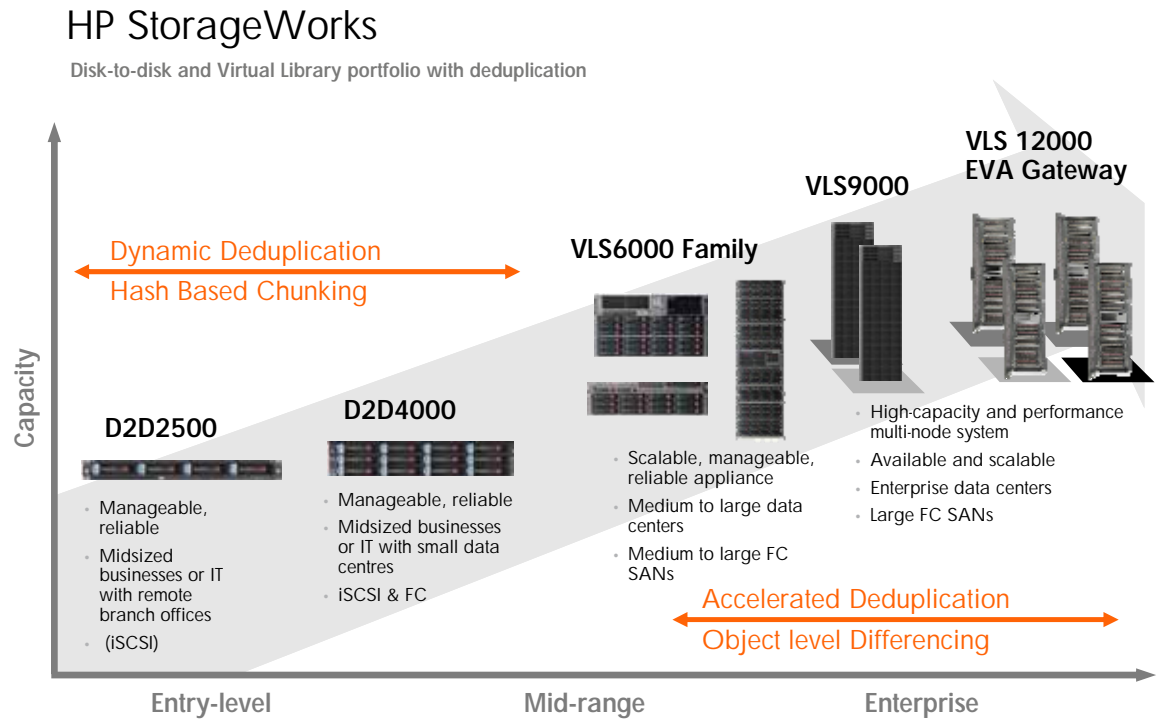 HP StorageWorks
Disk-to-disk and Virtual Library portfolio with deduplication
Capacity
Dynamic Deduplication
Hash Based Chunking
D2D2500
• Manageable,
reliable
• Midsized
businesses or IT
with remote
branch offices
• (iSCSI)
D2D4000
• Manageable, reliable
• Midsized businesses
or IT with small data
centres
• iSCSI & FC
VLS6000 Family
• Scalable, manageable,
reliable appliance
• Medium to large data
centers
• Medium to large FC
SANs
VLS9000
VLS 12000
EVA Gateway
• High-capacity and performance
multi-node system
• Available and scalable
• Enterprise data centers
• Large FC SANs
Accelerated Deduplication
Object level Differencing
Entry-level
Mid-range
Enterprise